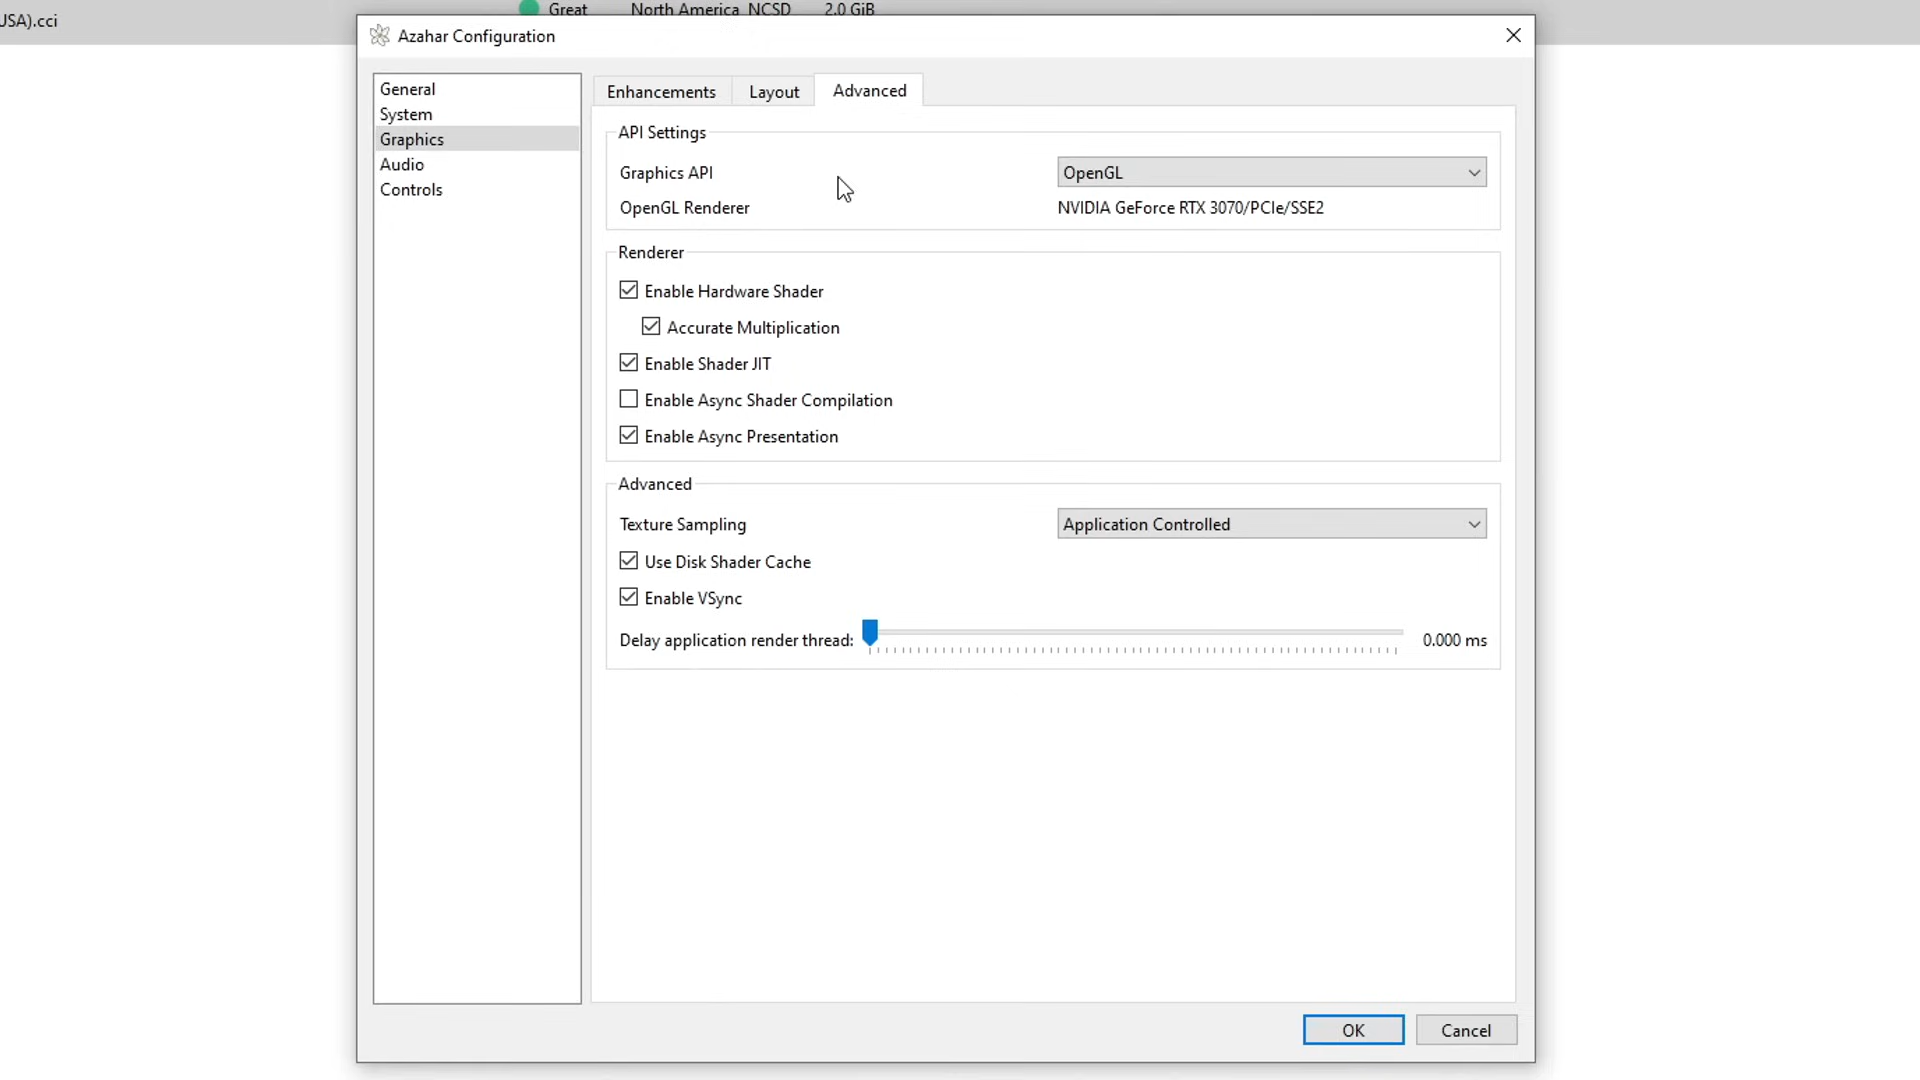 USA).cci
Great North America NCSD 2.0 GiB
Azahar Configuration
General
System
Graphics
Audio
Controls
Enhancements Layout Advanced
API Settings
Graphics API OpenGL
OpenGL Renderer NVIDIA GeForce RTX 3070/PCIe/SSE2
Renderer
Enable Hardware Shader
Accurate Multiplication
Enable Shader JIT
Enable Async Shader Compilation
Enable Async Presentation
Advanced
Texture Sampling Application Controlled
Use Disk Shader Cache
Enable VSync
Delay application render thread: 0.000 ms
OK Cancel